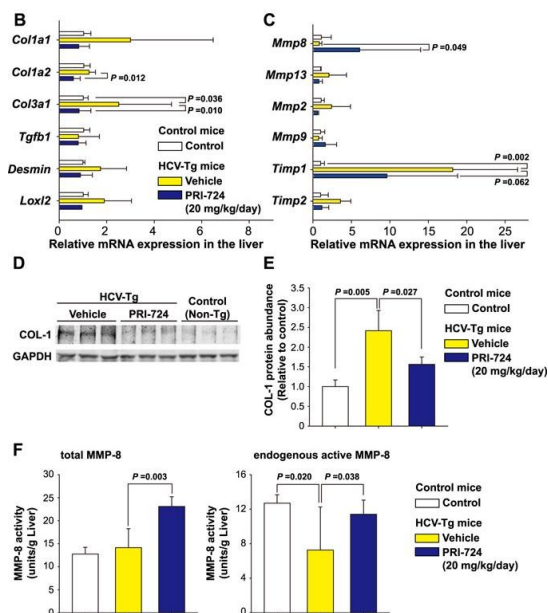 B
Col1a1
Col1a2
P =0.012
Col3a1
P =0.036
P =0.010
Tgfb1
Control mice
Control
Desmin
HCV-Tg mice
Vehicle
Loxl2
PRI-724
(20 mg/kg/day)
0 2 4 6 8
Relative mRNA expression in the liver
C
Mmp8
P =0.049
Mmp13
Mmp2
Mmp9
P =0.002
Timp1
P =0.062
Timp2
0 5 10 15 20 25
Relative mRNA expression in the liver
D
HCV-Tg
Control
Vehicle PRI-724 (Non-Tg)
COL-1
GAPDH
E
COL-1 protein abundance
(Relative to control)
3.5
3.0
2.5
2.0
1.5
1.0
0.5
0
P =0.005
P =0.027
Control mice
Control
HCV-Tg mice
Vehicle
PRI-724
(20 mg/kg/day)
F
total MMP-8
MMP-8 activity
(units/g Liver)
30
25
20
15
10
5
0
P =0.003
endogenous active MMP-8
MMP-8 activity
(units/g Liver)
16
12
8
4
0
P =0.020
P =0.038
Control mice
Control
HCV-Tg mice
Vehicle
PRI-724
(20 mg/kg/day)